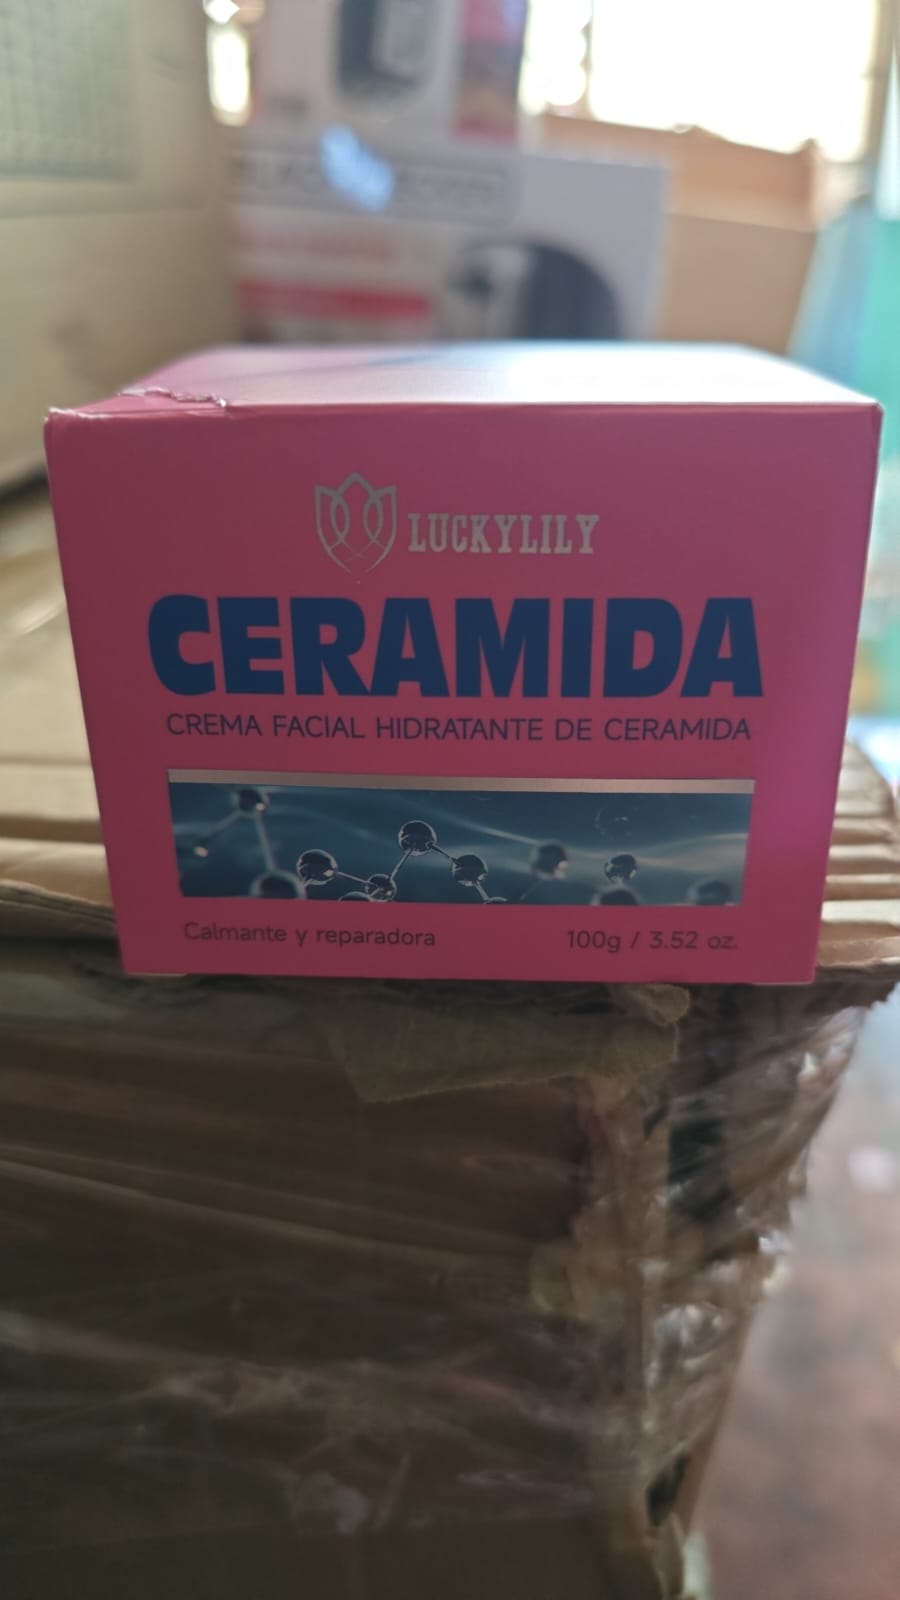 LUCKYLILY
CERAMIDA
CREMA FACIAL HIDRATANTE DE CERAMIDA
Calmante y reparadora
100g / 3.52 oz.